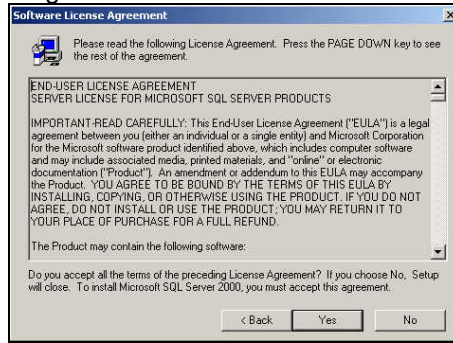 Software License Agreement
Please read the following License Agreement. Press the PAGE DOWN key to see
the rest of the agreement.
END-USER LICENSE AGREEMENT
SERVER LICENSE FOR MICROSOFT SQL SERVER PRODUCTS
IMPORTANT-READ CAREFULLY: This End-User License Agreement ("EULA") is a legal
agreement between you (either an individual or a single entity) and Microsoft Corporation
for the Microsoft software product identified above, which includes computer software
and may include associated media, printed materials, and "online" or electronic
documentation ("Product"). An amendment or addendum to this EULA may accompany
the Product. YOU AGREE TO BE BOUND BY THE TERMS OF THIS EULA BY
INSTALLING, COPYING, OR OTHERWISE USING THE PRODUCT. IF YOU DO NOT
AGREE, DO NOT INSTALL OR USE THE PRODUCT; YOU MAY RETURN IT TO
YOUR PLACE OF PURCHASE FOR A FULL REFUND.
The Product may contain the following software:
Do you accept all the terms of the preceding License Agreement? If you choose No, Setup
will close. To install Microsoft SQL Server 2000, you must accept this agreement.
< Back Yes No